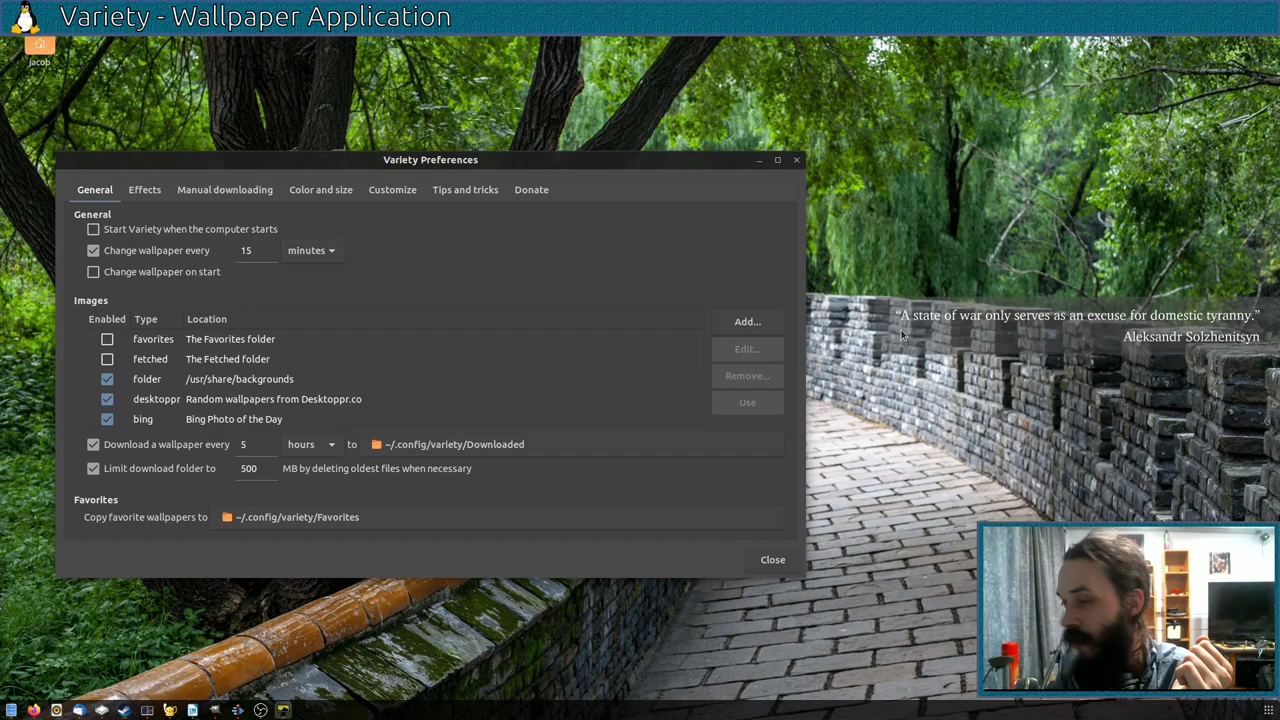 Variety - Wallpaper Application
jacob
Variety Preferences
General Effects Manual downloading Color and size Customize Tips and tricks Donate
General
Start Variety when the computer starts
Change wallpaper every 15 minutes
Change wallpaper on start
Images
Enabled Type Location
favorites The Favorites folder
fetched The Fetched folder
folder /usr/share/backgrounds
desktoppr Random wallpapers from Desktoppr.co
bing Bing Photo of the Day
Add...
Edit...
Remove...
Use
Download a wallpaper every 5 hours to ~/.config/variety/Downloaded
Limit download folder to 500 MB by deleting oldest files when necessary
Favorites
Copy favorite wallpapers to ~/.config/variety/Favorites
Close
“A state of war only serves as an excuse for domestic tyranny.”
Aleksandr Solzhenitsyn